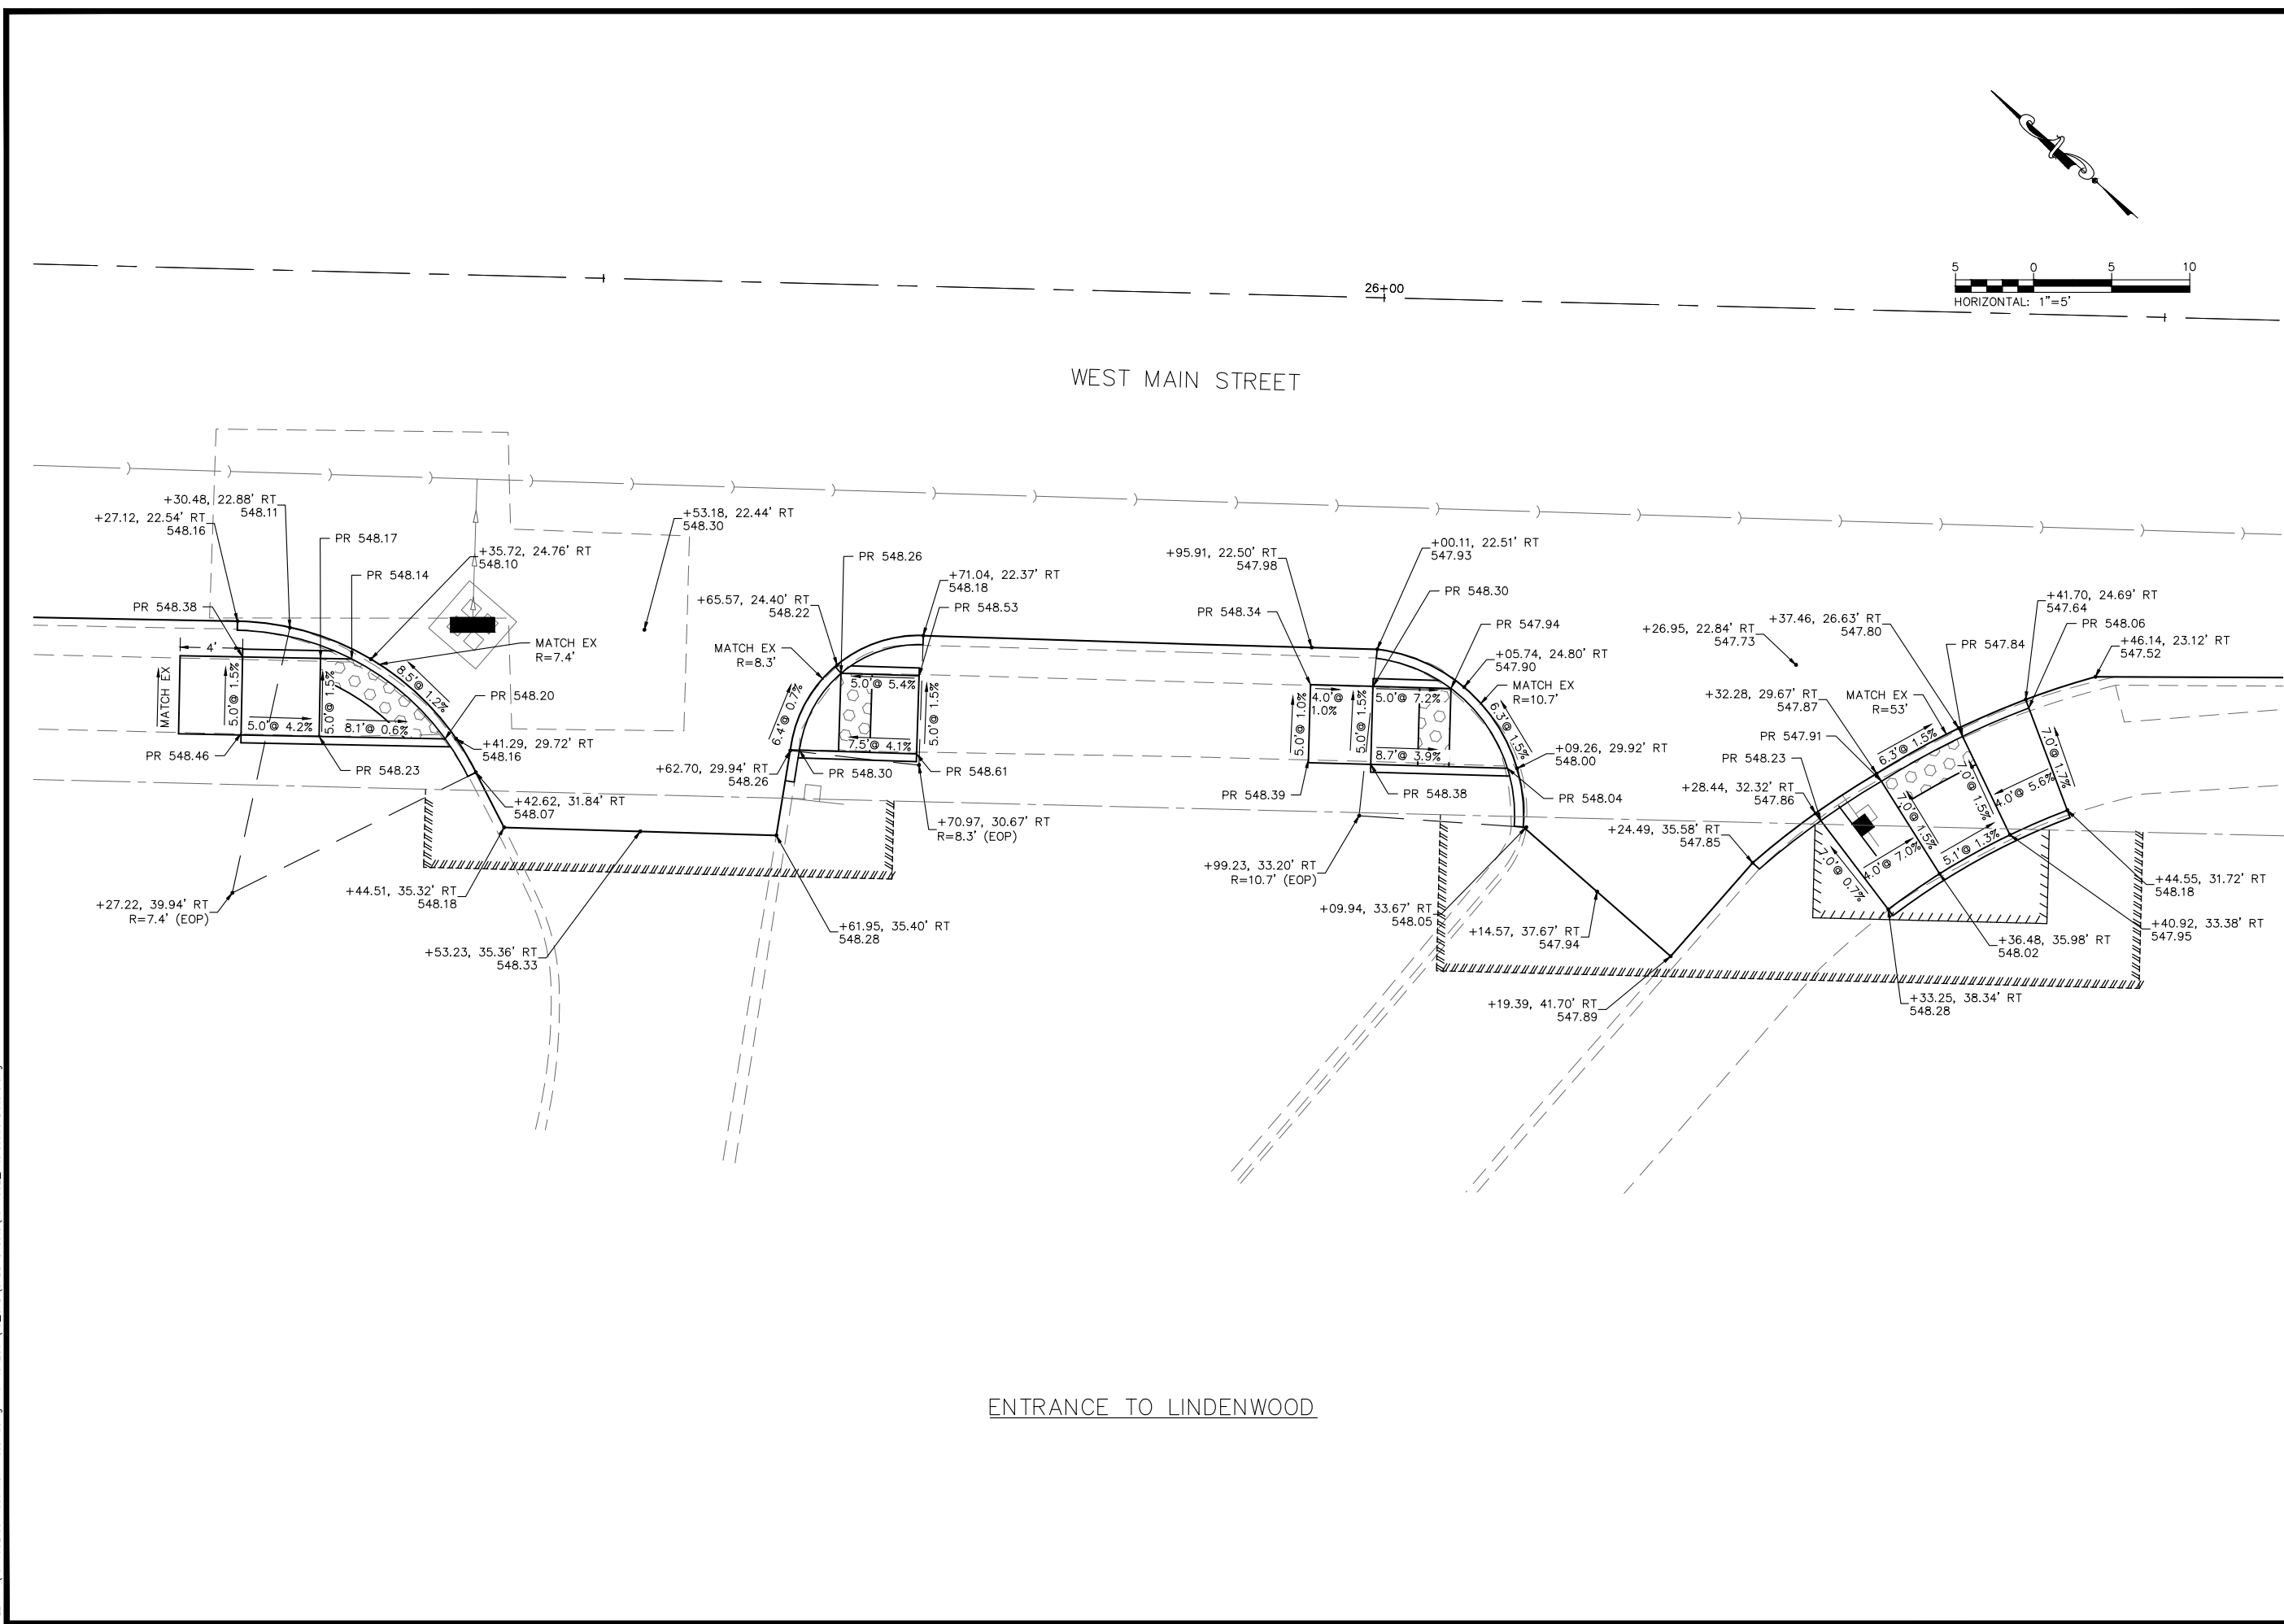 5 0 5 10
HORIZONTAL: 1"=5'
26+00
WEST MAIN STREET
+30.48, 22.88' RT
548.11
+27.12, 22.54' RT
548.16
PR 548.17
+35.72, 24.76' RT
548.10
PR 548.14
PR 548.38
4'
MATCH EX
5.0'@ 1.5%
5.0'@ 4.2%
5.0'@ 1.5%
8.1'@ 0.6%
8.5'@ 1.2%
MATCH EX
R=7.4'
PR 548.20
+41.29, 29.72' RT
548.16
PR 548.46
PR 548.23
+42.62, 31.84' RT
548.07
+27.22, 39.94' RT
R=7.4' (EOP)
+44.51, 35.32' RT
548.18
+53.23, 35.36' RT
548.33
+53.18, 22.44' RT
548.30
PR 548.26
+71.04, 22.37' RT
548.18
+65.57, 24.40' RT
548.22
PR 548.53
MATCH EX
R=8.3'
6.4'@ 0.7%
5.0'@ 5.4%
5.0'@ 1.5%
7.5'@ 4.1%
+62.70, 29.94' RT
548.26
PR 548.30
PR 548.61
+70.97, 30.67' RT
R=8.3' (EOP)
+61.95, 35.40' RT
548.28
+95.91, 22.50' RT
547.98
+00.11, 22.51' RT
547.93
PR 548.34
PR 548.30
PR 547.94
+05.74, 24.80' RT
547.90
MATCH EX
R=10.7'
5.0'@ 1.0%
4.0'@
1.0%
5.0'@ 1.5%
5.0'@ 7.2%
8.7'@ 3.9%
6.3'@ 1.5%
+09.26, 29.92' RT
548.00
PR 548.39
PR 548.38
PR 548.04
+99.23, 33.20' RT
R=10.7' (EOP)
+09.94, 33.67' RT
548.05
+14.57, 37.67' RT
547.94
+19.39, 41.70' RT
547.89
+26.95, 22.84' RT
547.73
+37.46, 26.63' RT
547.80
+41.70, 24.69' RT
547.64
PR 548.06
PR 547.84
+46.14, 23.12' RT
547.52
+32.28, 29.67' RT
547.87
MATCH EX
R=53'
PR 547.91
PR 548.23
+28.44, 32.32' RT
547.86
+24.49, 35.58' RT
547.85
6.3'@ 1.5%
7.0'@ 1.5%
7.0'@ 1.7%
4.0'@ 5.6%
7.0'@ 1.5%
5.1'@ 1.3%
4.0'@ 7.0%
7.0'@ 0.7%
+44.55, 31.72' RT
548.18
+40.92, 33.38' RT
547.95
+36.48, 35.98' RT
548.02
+33.25, 38.34' RT
548.28
ENTRANCE TO LINDENWOOD